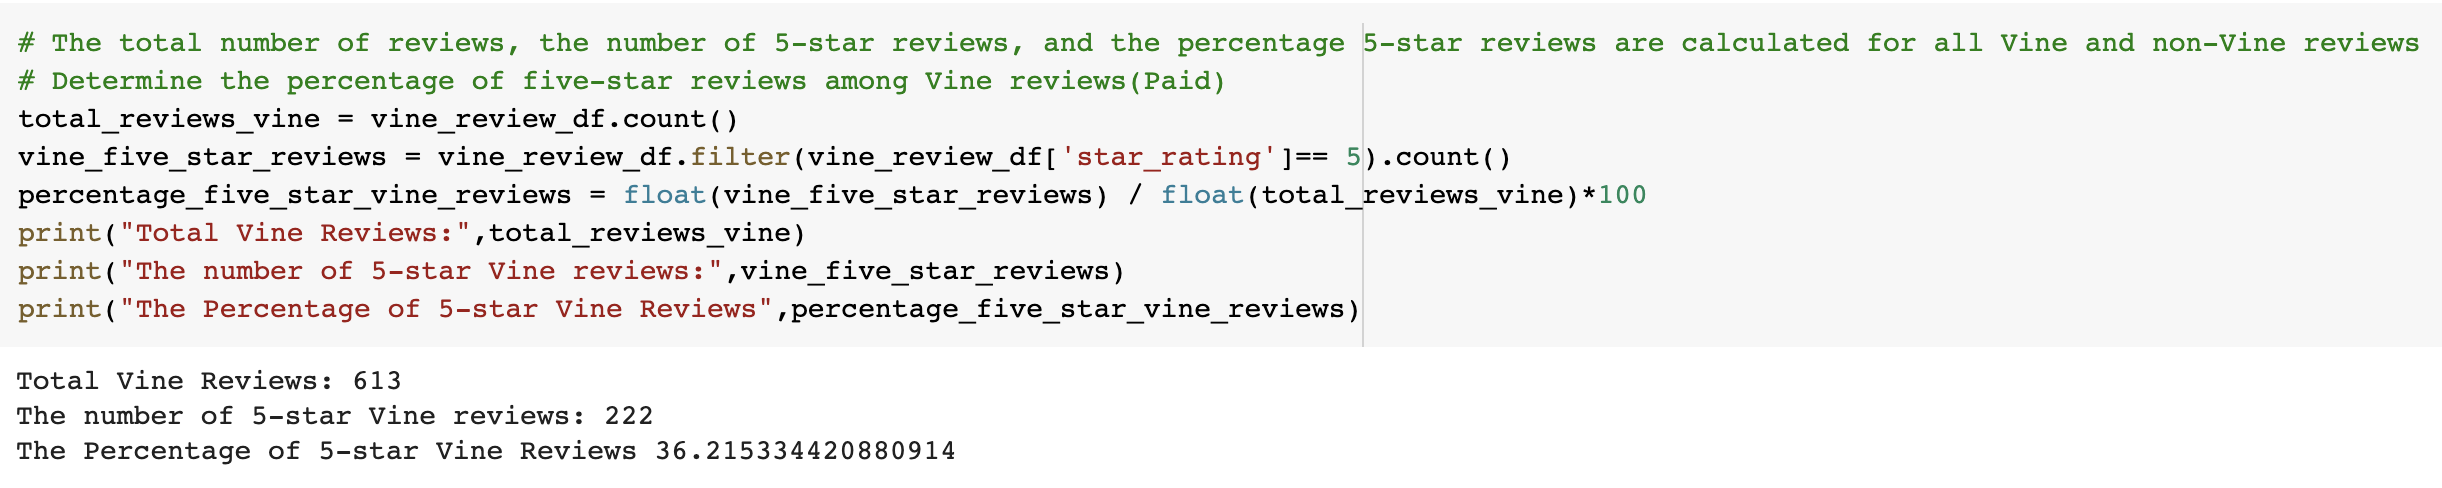 # The total number of reviews, the number of 5-star reviews, and the percentage 5-star reviews are calculated for all Vine and non-Vine reviews
# Determine the percentage of five-star reviews among Vine reviews(Paid)
total_reviews_vine = vine_review_df.count()
vine_five_star_reviews = vine_review_df.filter(vine_review_df['star_rating']== 5).count()
percentage_five_star_vine_reviews = float(vine_five_star_reviews) / float(total_reviews_vine)*100
print("Total Vine Reviews:",total_reviews_vine)
print("The number of 5-star Vine reviews:",vine_five_star_reviews)
print("The Percentage of 5-star Vine Reviews",percentage_five_star_vine_reviews)
Total Vine Reviews: 613
The number of 5-star Vine reviews: 222
The Percentage of 5-star Vine Reviews 36.215334420880914